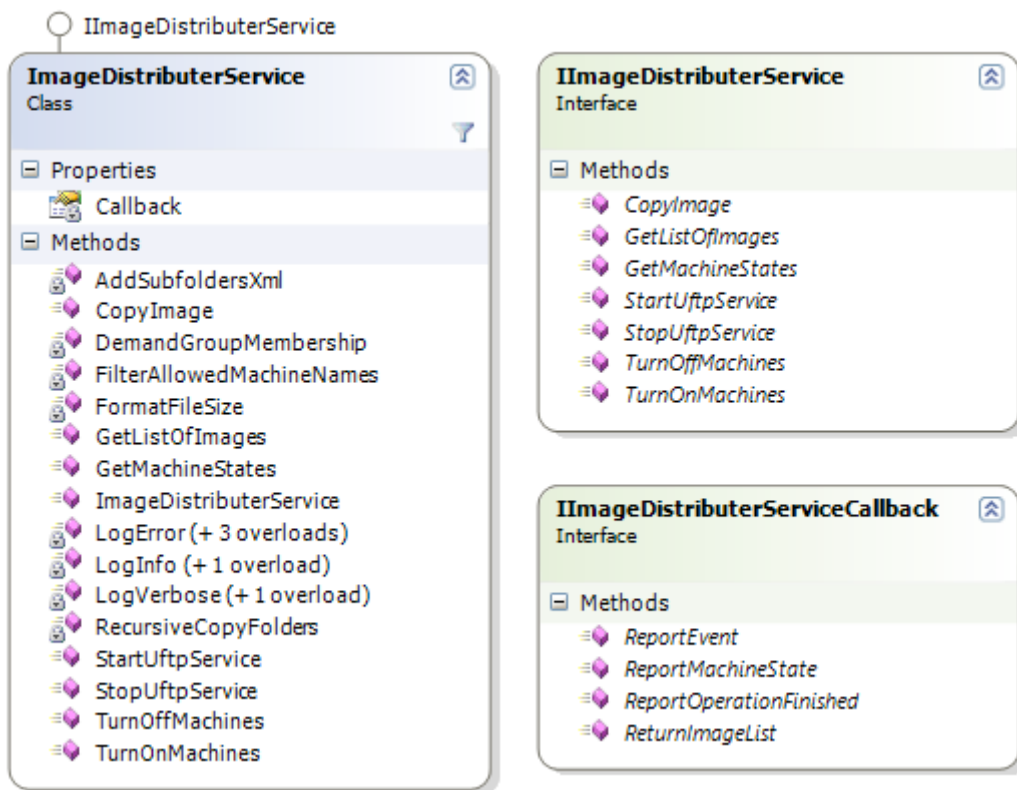 IImageDistributerService
ImageDistributerService
Class
Properties
Callback
Methods
AddSubfoldersXml
CopyImage
DemandGroupMembership
FilterAllowedMachineNames
FormatFileSize
GetListOfImages
GetMachineStates
ImageDistributerService
LogError (+ 3 overloads)
LogInfo (+ 1 overload)
LogVerbose (+ 1 overload)
RecursiveCopyFolders
StartUftpService
StopUftpService
TurnOffMachines
TurnOnMachines
IImageDistributerService
Interface
Methods
CopyImage
GetListOfImages
GetMachineStates
StartUftpService
StopUftpService
TurnOffMachines
TurnOnMachines
IImageDistributerServiceCallback
Interface
Methods
ReportEvent
ReportMachineState
ReportOperationFinished
ReturnImageList